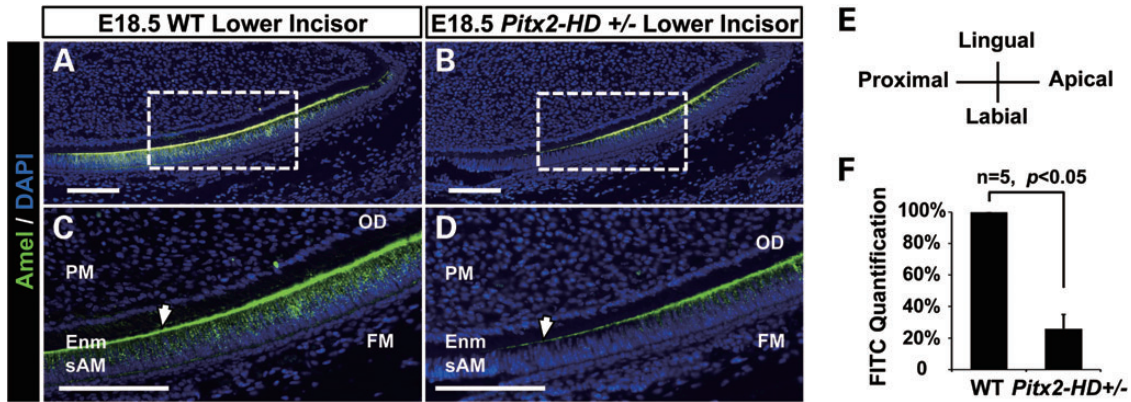 E18.5 WT Lower Incisor
E18.5 Pitx2-HD +/- Lower Incisor
Amel / DAPI
A
B
C
OD
PM
Enm
sAM
FM
D
OD
PM
Enm
sAM
FM
E
Lingual
Proximal
Apical
Labial
F
n=5, p<0.05
FITC Quantification
100%
80%
60%
40%
20%
0
WT
Pitx2-HD+/-